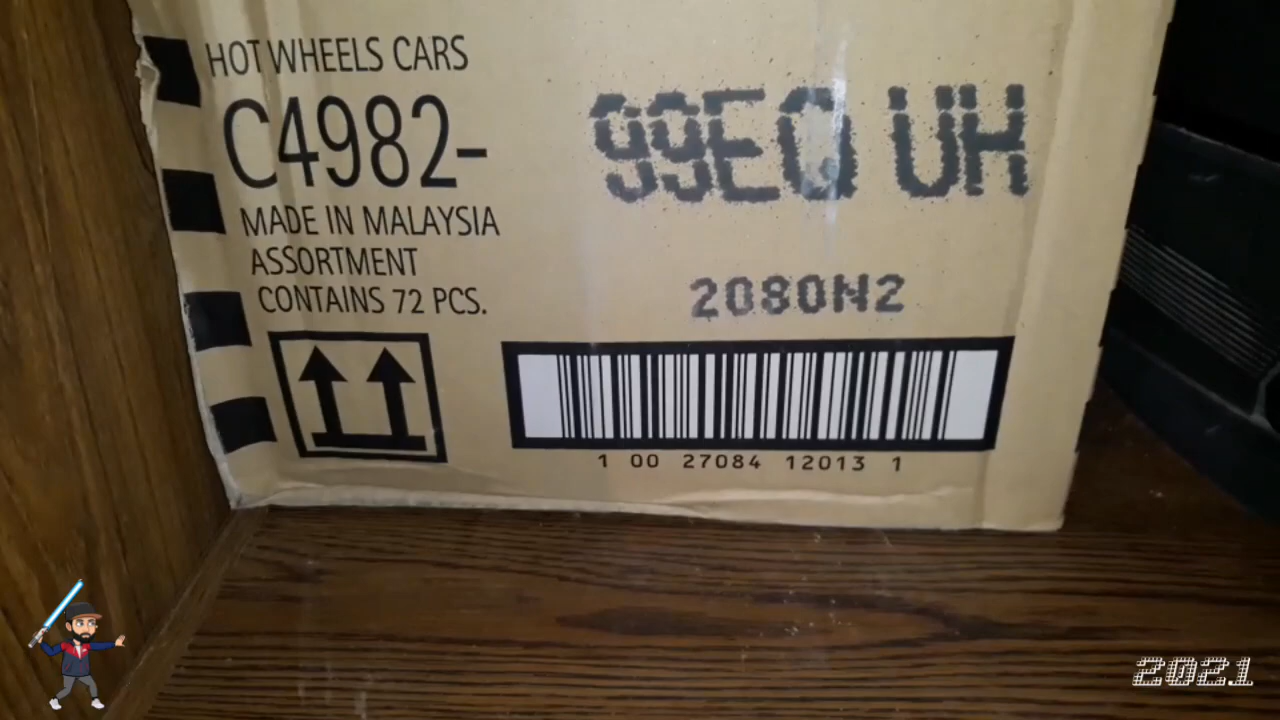 HOT WHEELS CARS
C4982-
MADE IN MALAYSIA
ASSORTMENT
CONTAINS 72 PCS.
99EO UH
2080N2
1 00 27084 12013 1
2021